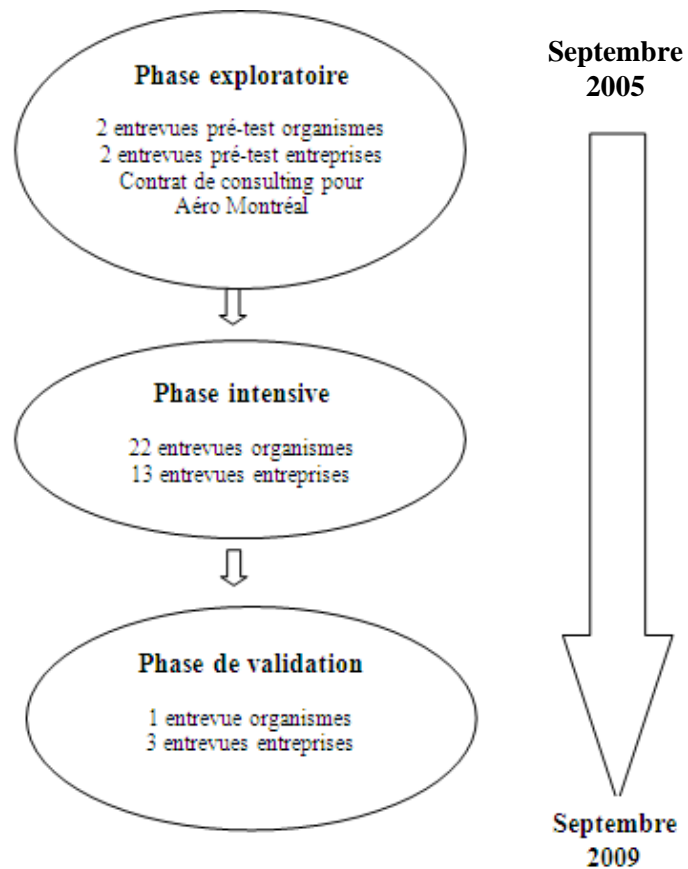 Phase exploratoire
2 entrevues pré-test organismes
2 entrevues pré-test entreprises
Contrat de consulting pour
Aéro Montréal
Phase intensive
22 entrevues organismes
13 entrevues entreprises
Phase de validation
1 entrevue organismes
3 entrevues entreprises
Septembre
2005
Septembre
2009